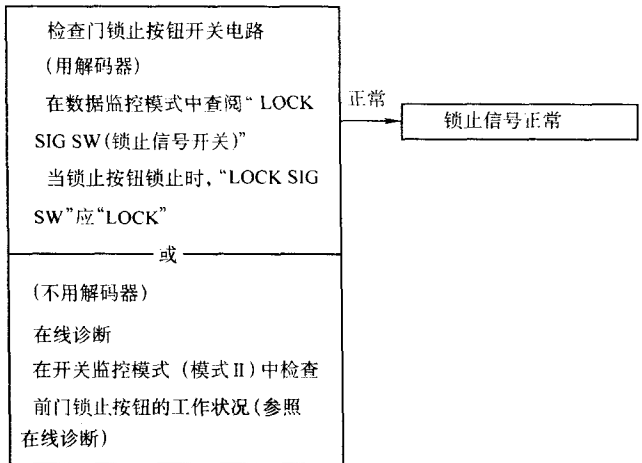 检查门锁止按钮开关电路
(用解码器)
在数据监控模式中查阅“LOCK
SIG SW(锁止信号开关)”
当锁止按钮锁止时,“LOCK SIG
SW”应“LOCK”
正常
锁止信号正常
或
(不用解码器)
在线诊断
在开关监控模式(模式Ⅱ)中检查
前门锁止按钮的工作状况(参照
在线诊断)